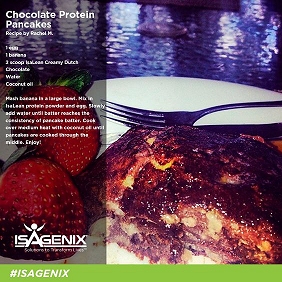 Chocolate Protein
Pancakes
Recipe by Rachel M.
1 egg
1 banana
2 scoop IsaLean Creamy Dutch
Chocolate
Water
Coconut oil
Mash banana in a large bowl. Mix in
IsaLean protein powder and egg. Slowly
add water until batter reaches the
consistency of pancake batter. Cook
over medium heat with coconut oil until
pancakes are cooked through the
middle. Enjoy!
ISAGENIX
Solutions to Transform Lives™
#ISAGENIX